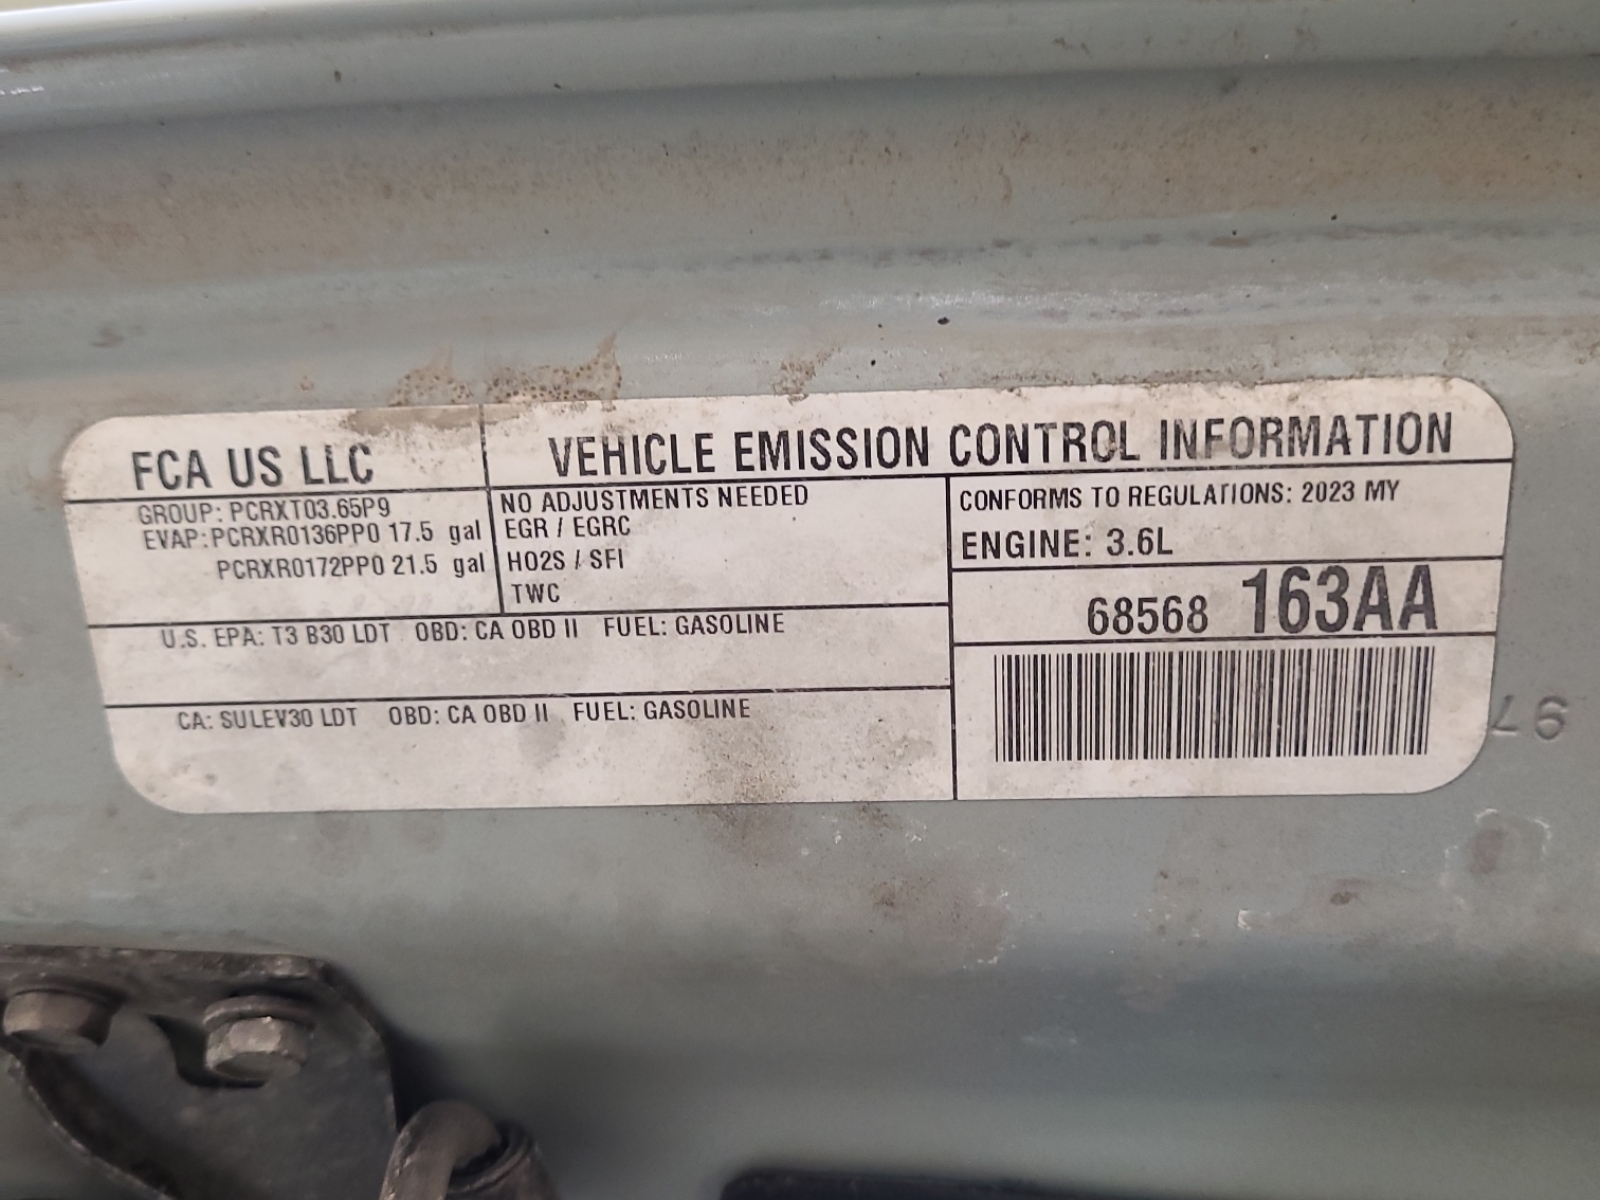 FCA US LLC
VEHICLE EMISSION CONTROL INFORMATION
GROUP: PCRXT03.65P9
EVAP:PCRXR0136PP0 17.5 gal
PCRXR0172PP0 21.5 gal
NO ADJUSTMENTS NEEDED
EGR / EGRC
HO2S / SFI
TWC
CONFORMS TO REGULATIONS: 2023 MY
ENGINE: 3.6L
68568 163AA
U.S. EPA: T3 B30 LDT OBD: CA OBD II FUEL: GASOLINE
CA: SULEV30 LDT OBD: CA OBD II FUEL: GASOLINE